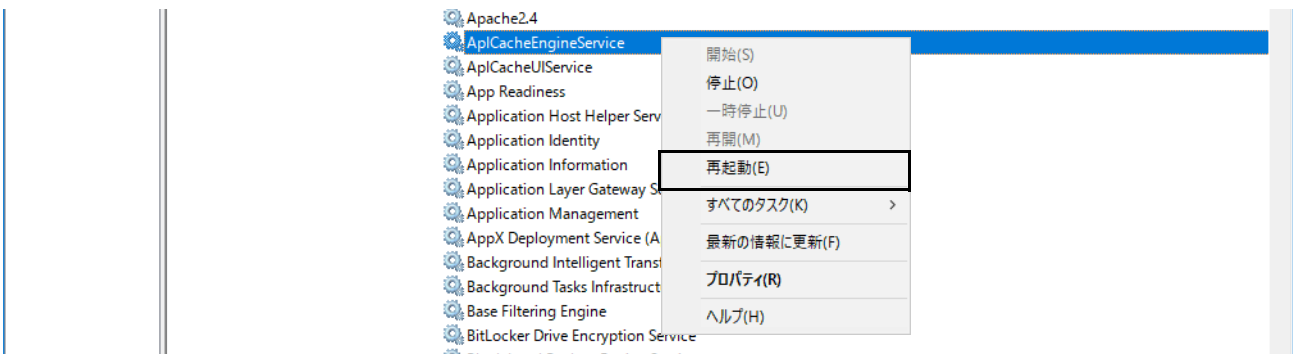 Apache2.4
AplCacheEngineService
AplCacheUIService
App Readiness
Application Host Helper Serv
Application Identity
Application Information
Application Layer Gateway S
Application Management
AppX Deployment Service (A
Background Intelligent Transf
Background Tasks Infrastruct
Base Filtering Engine
BitLocker Drive Encryption Service
開始(S)
停止(O)
一時停止(U)
再開(M)
再起動(E)
すべてのタスク(K)
最新の情報に更新(F)
プロパティ(R)
ヘルプ(H)